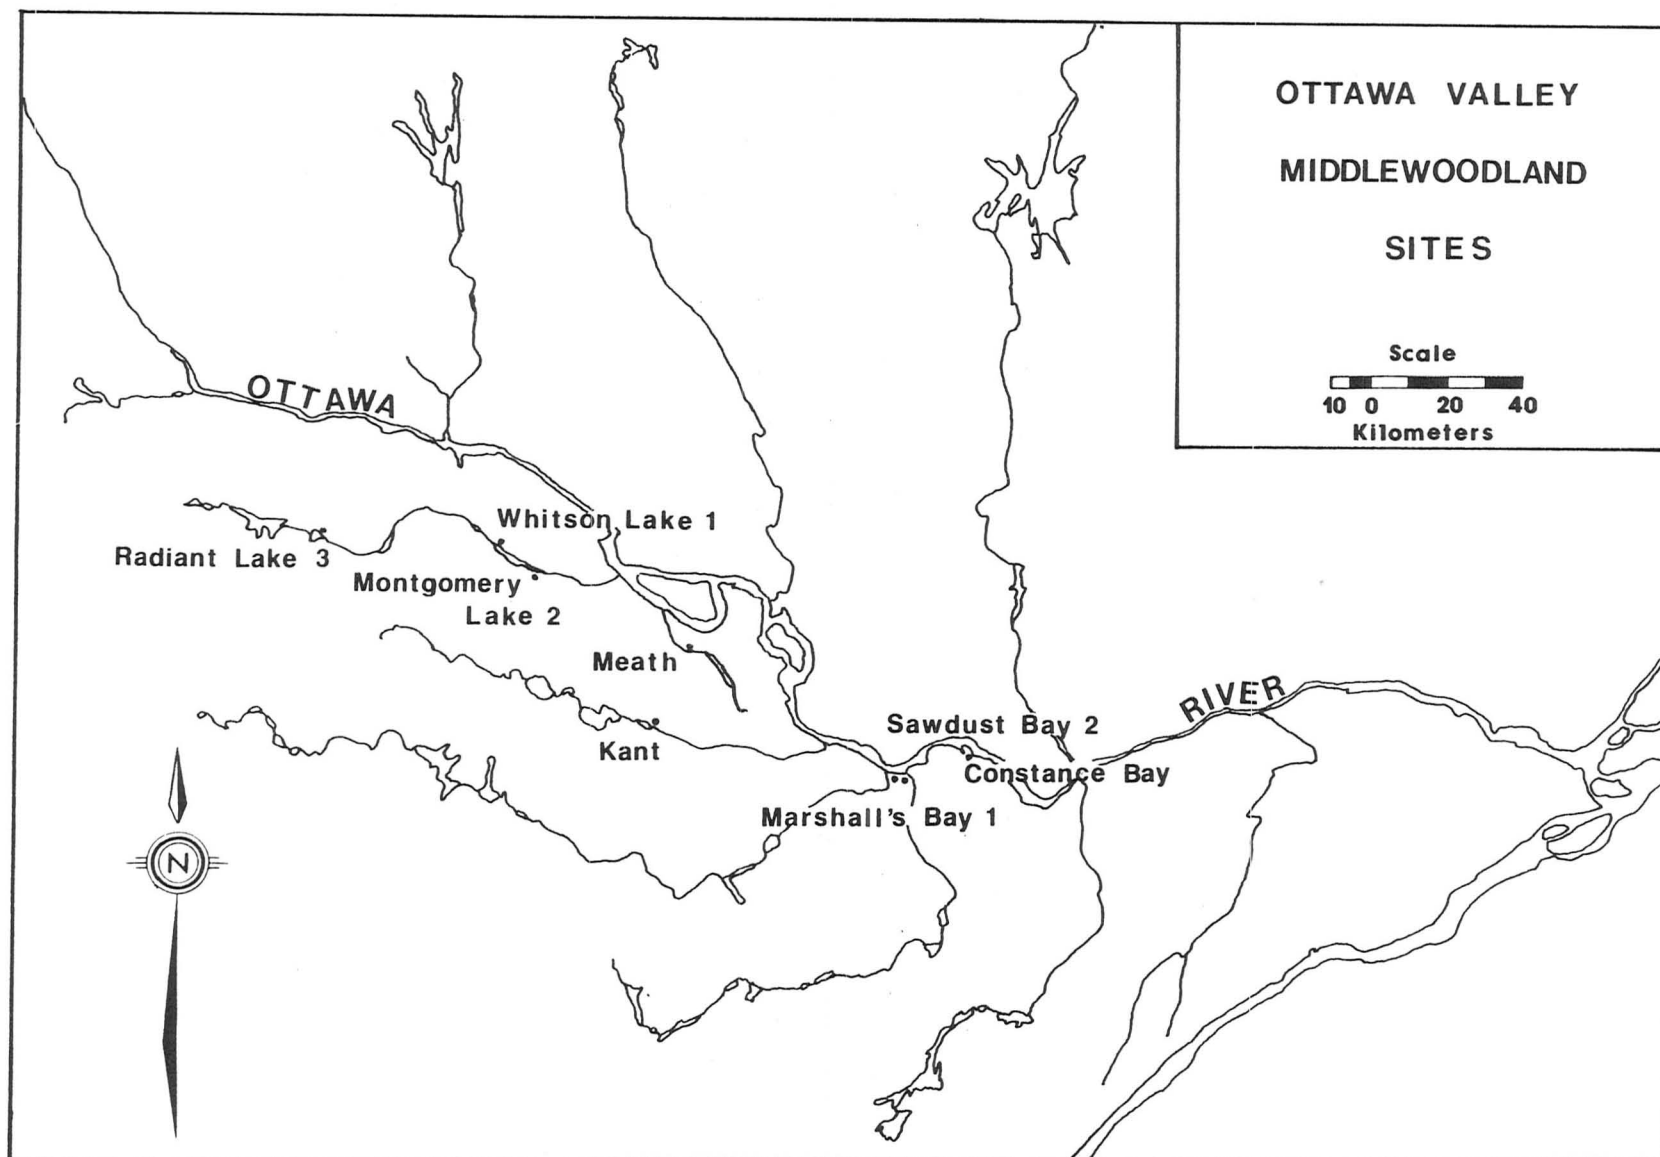 OTTAWA VALLEY
MIDDLEWOODLAND
SITES
Scale
10 0 20 40
Kilometers
OTTAWA
Whitson Lake 1
Radiant Lake 3
Montgomery
Lake 2
Meath
RIVER
Sawdust Bay 2
Kant
Constance Bay
Marshall's Bay 1
N